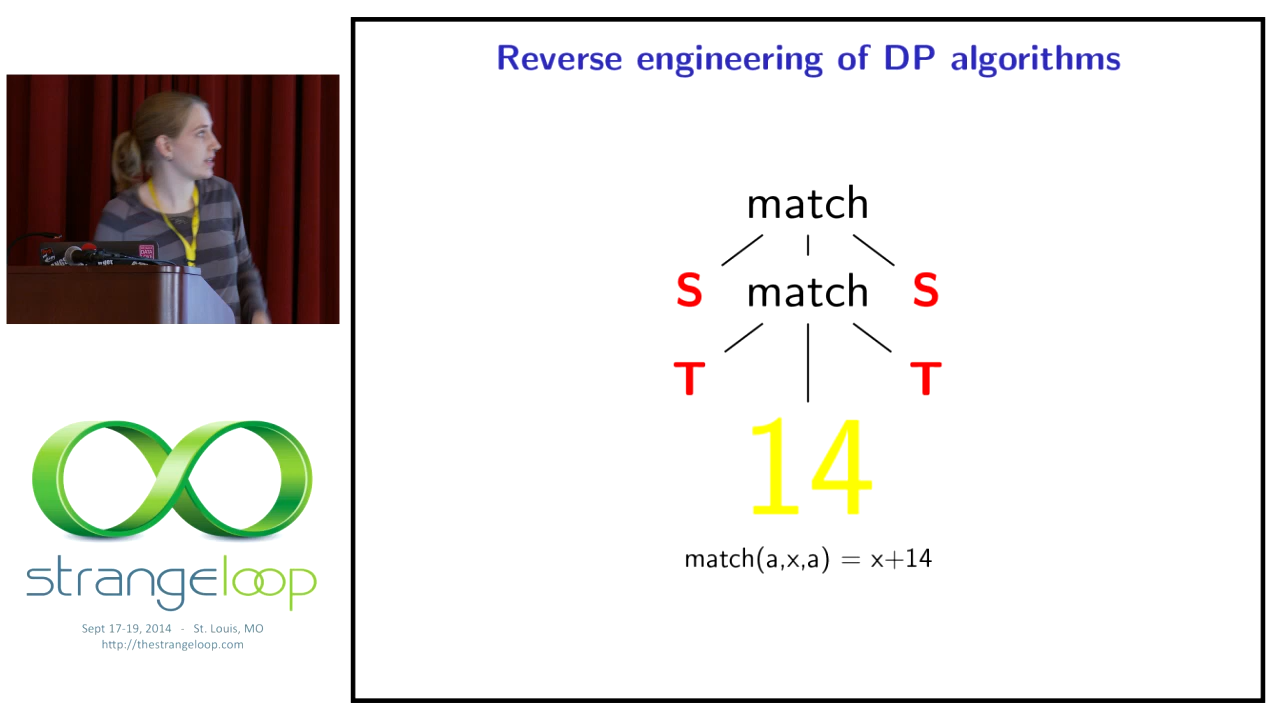 Reverse engineering of DP algorithms
match
S match S
T T
14
match(a,x,a) = x+14
strangeloop
Sept 17-19, 2014 - St. Louis, MO
http://thestrangeloop.com